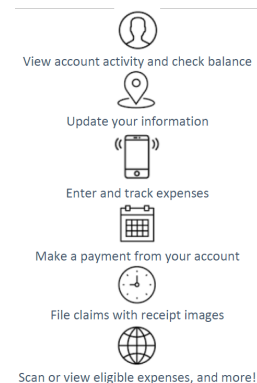 View account activity and check balance
Update your information
Enter and track expenses
Make a payment from your account
File claims with receipt images
Scan or view eligible expenses, and more!